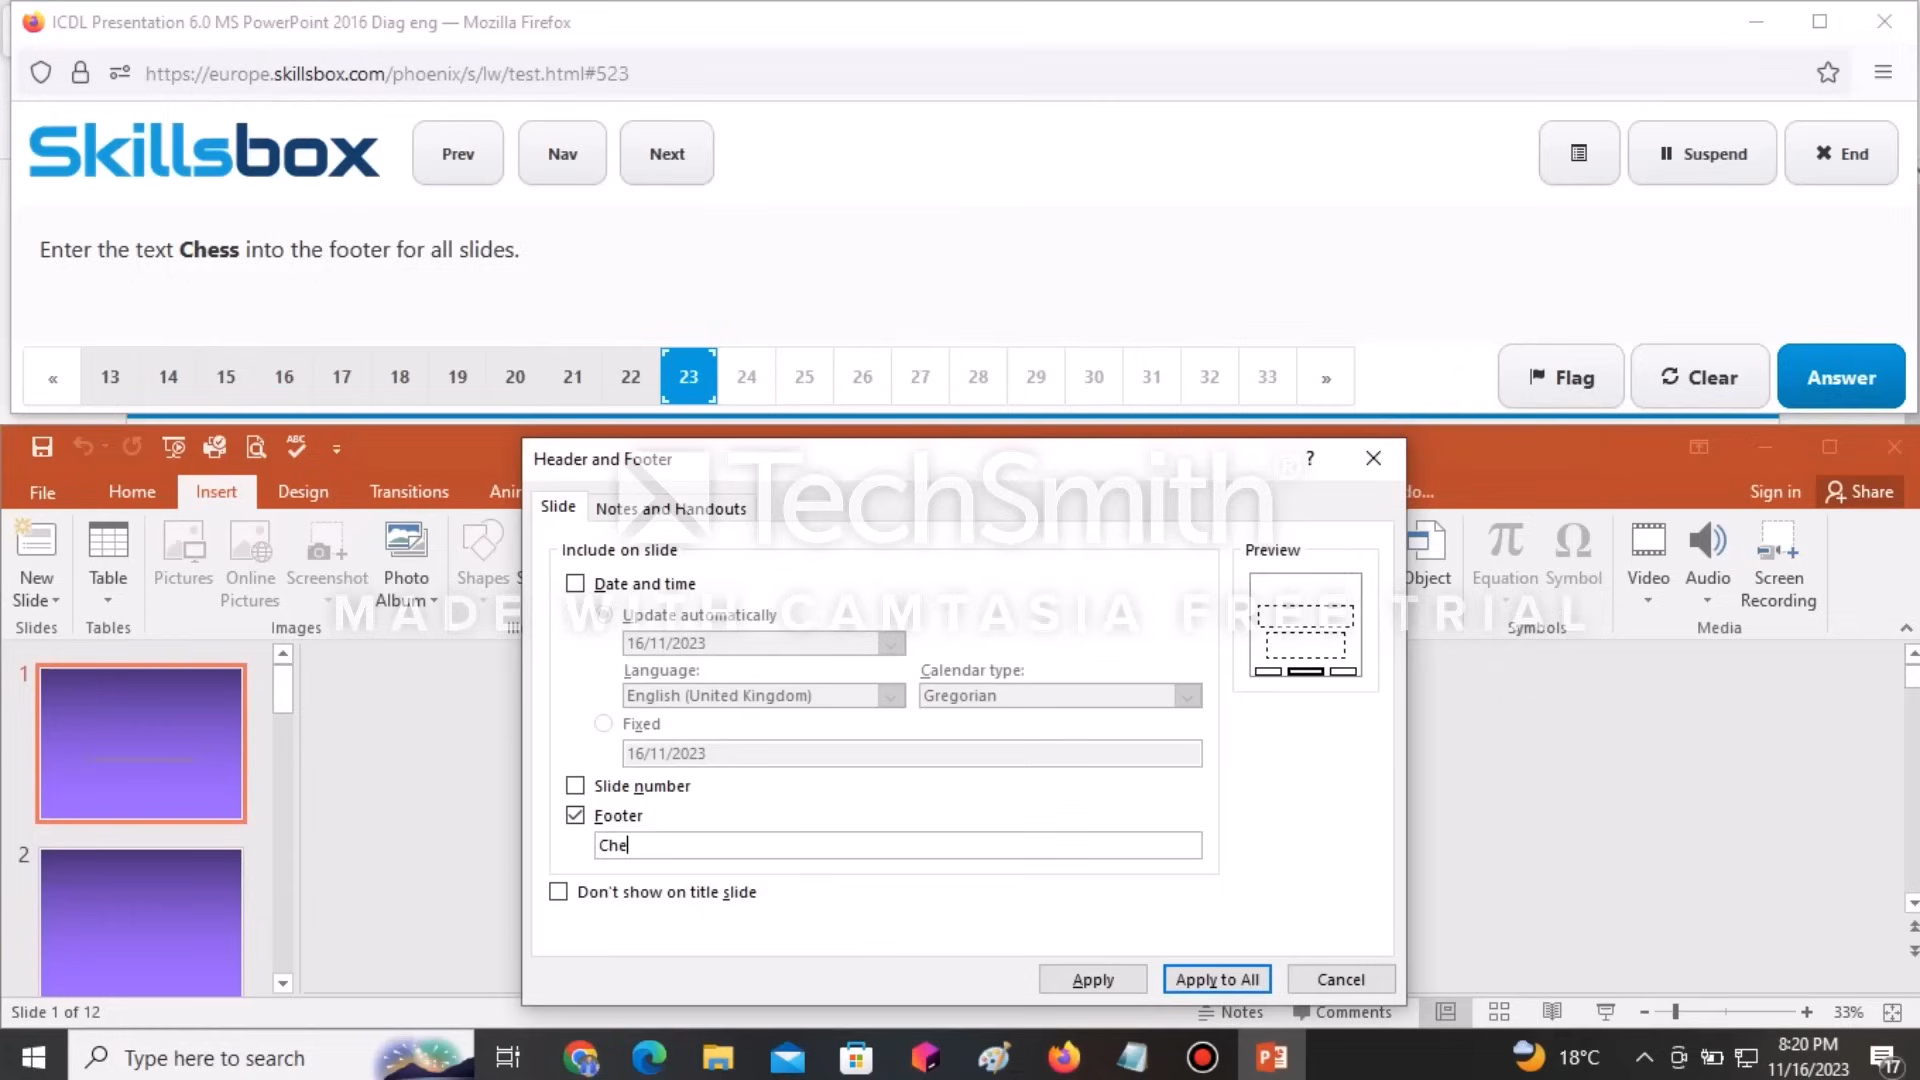 ICDL Presentation 6.0 MS PowerPoint 2016 Diag eng — Mozilla Firefox
https://europe.skillsbox.com/phoenix/s/lw/test.html#523
Skillsbox
Prev
Nav
Next
Suspend
End
Enter the text Chess into the footer for all slides.
« 13 14 15 16 17 18 19 20 21 22 23 24 25 26 27 28 29 30 31 32 33 »
Flag
Clear
Answer
ABC
Header and Footer
?
File
Home
Insert
Design
Transitions
do...
Sign in
Share
TechSmith®
Slide
Notes and Handouts
Include on slide
Preview
Date and time
New Slide
Table
Pictures
Online Pictures
Screenshot
Photo Album
Shapes
Object
Equation
Symbol
Video
Audio
Screen Recording
MADE WITH CAMTASIA FREE TRIAL
Update automatically
Slides
Tables
Images
Symbols
Media
16/11/2023
Language:
Calendar type:
English (United Kingdom)
Gregorian
Fixed
16/11/2023
Slide number
Footer
Che
Don't show on title slide
1
2
Apply
Apply to All
Cancel
Slide 1 of 12
Notes
Comments
33%
Type here to search
18°C
8:20 PM
11/16/2023
17